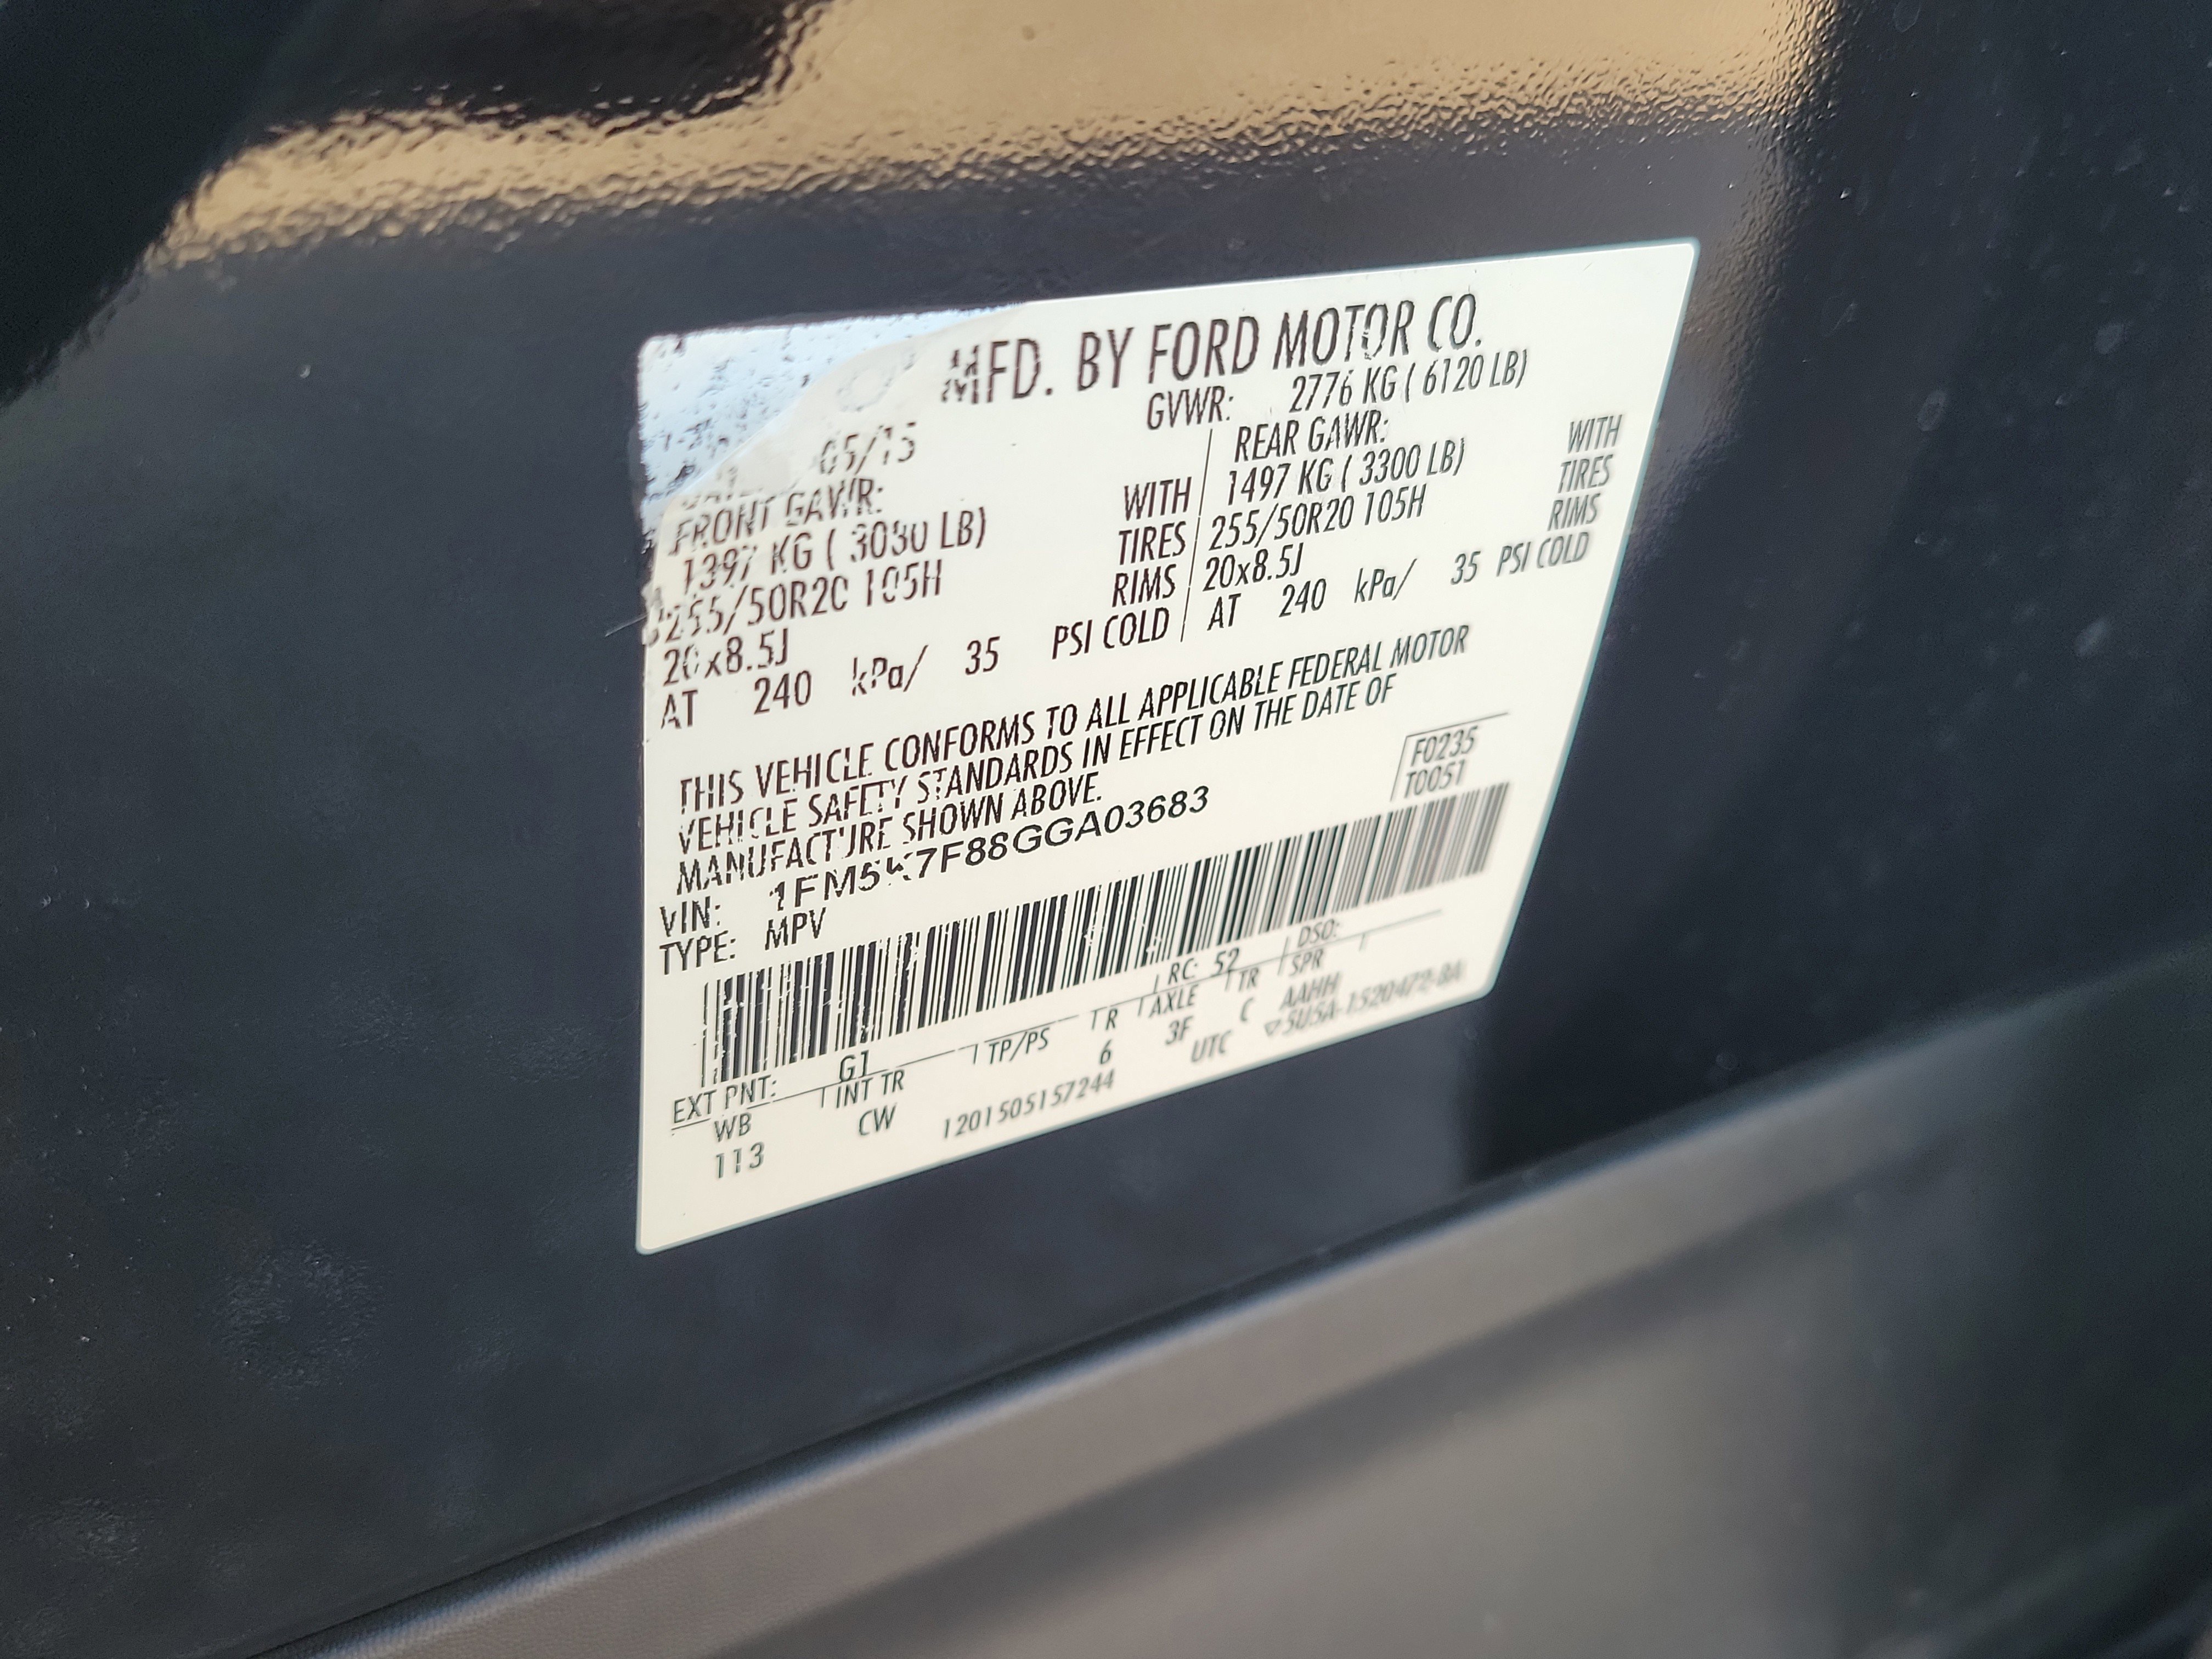 MFD. BY FORD MOTOR CO.
05/15 GVWR: 2776 KG ( 6120 LB)
FRONT GAWR: REAR GAWR:
1397 KG ( 3080 LB) WITH 1497 KG ( 3300 LB) WITH
255/50R20 105H TIRES 255/50R20 105H TIRES
20x8.5J RIMS 20x8.5J RIMS
AT 240 kPa/ 35 PSI COLD AT 240 kPa/ 35 PSI COLD
THIS VEHICLE CONFORMS TO ALL APPLICABLE FEDERAL MOTOR
VEHICLE SAFETY STANDARDS IN EFFECT ON THE DATE OF
MANUFACTURE SHOWN ABOVE.
F0235
T0051
VIN: 1FM5K7F88GGA03683
TYPE: MPV
EXT PNT: G1 RC: 52 DSO:
WB INT TR TP/PS TR AXLE TR SPR
113 CW 6 3F C AAHH
1201505157244 UTC ▽5U5A-1520472-BA